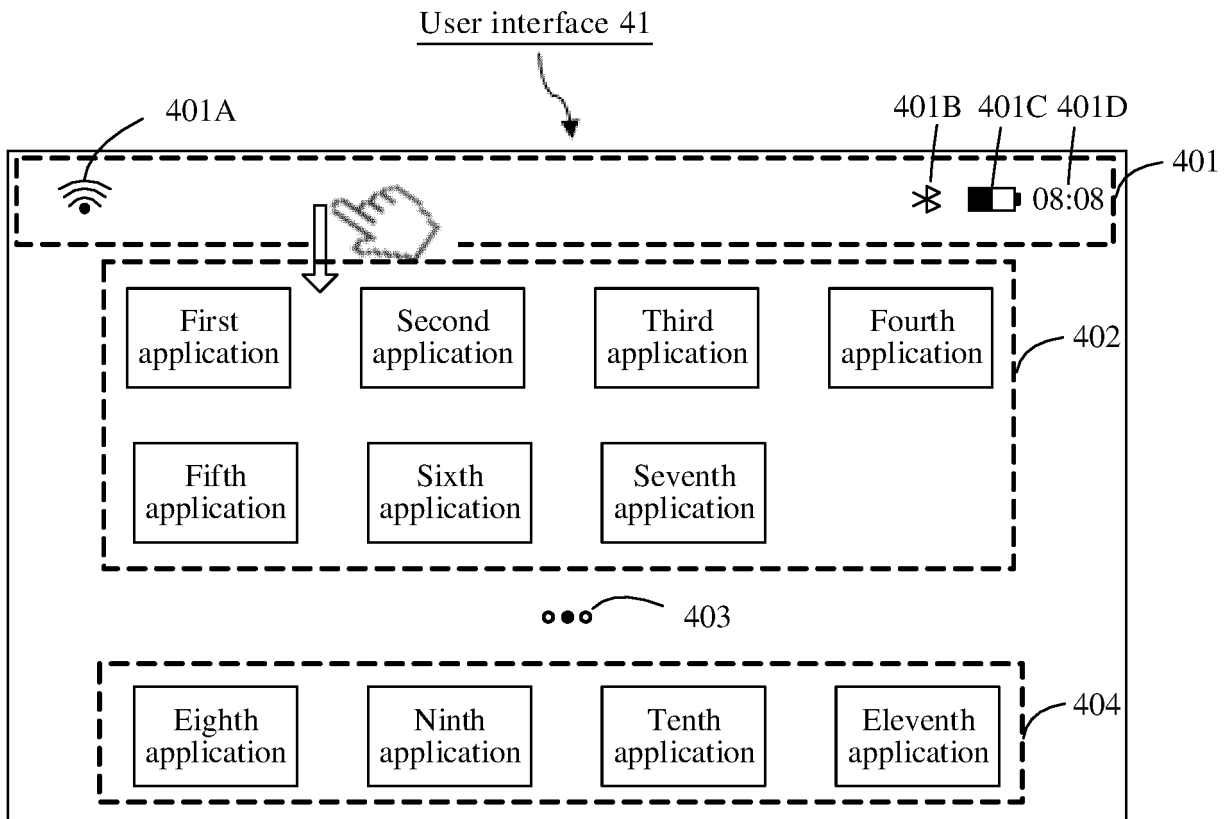 User interface 41
401A
401B 401C 401D
401
08:08
First
application
Second
application
Third
application
Fourth
application
402
Fifth
application
Sixth
application
Seventh
application
403
Eighth
application
Ninth
application
Tenth
application
Eleventh
application
404